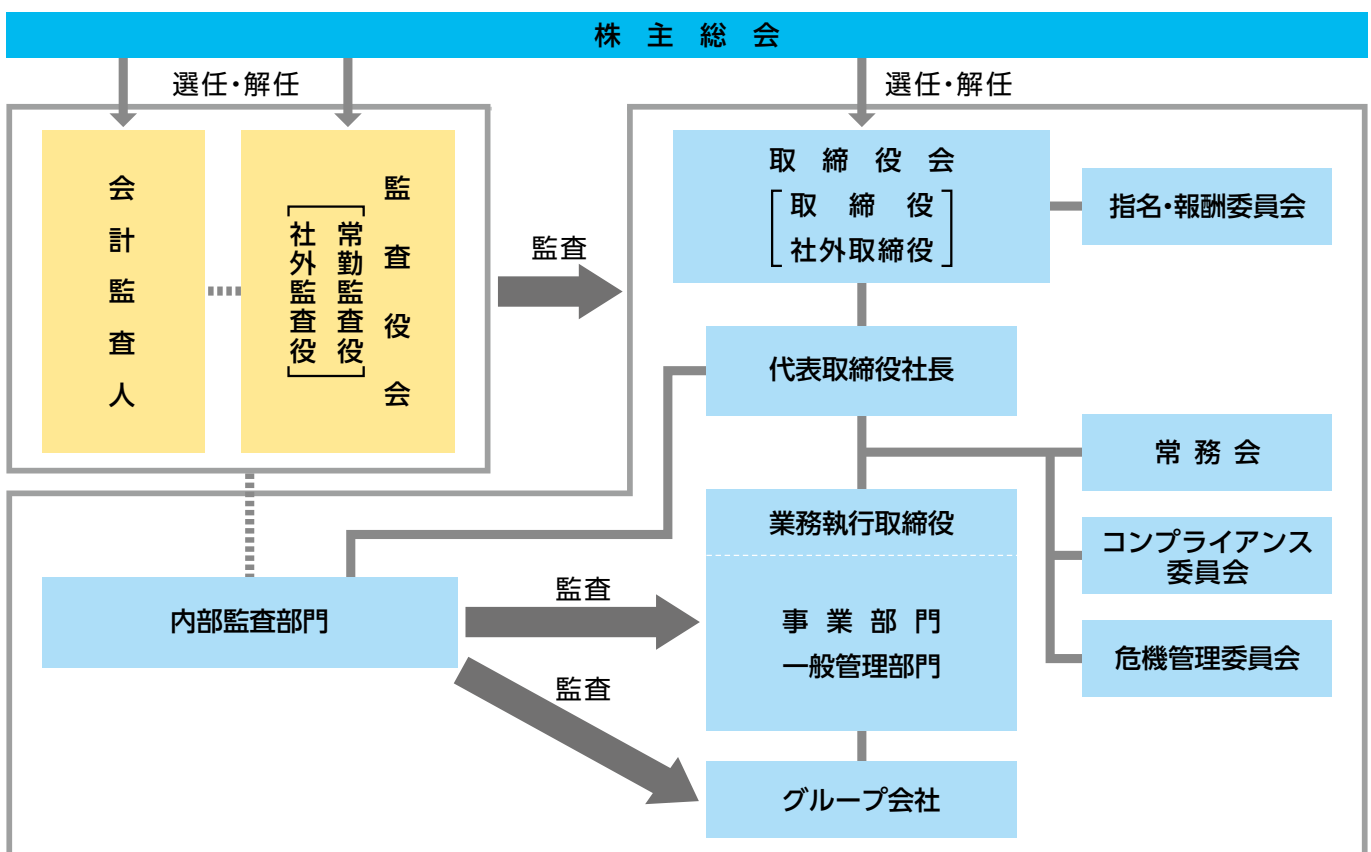 株主総会
選任・解任
選任・解任
会計監査人
監査役会
常勤監査役
社外監査役
監査
取締役会
取締役
社外取締役
指名・報酬委員会
代表取締役社長
常務会
業務執行取締役
コンプライアンス
委員会
内部監査部門
監査
事業部門
一般管理部門
危機管理委員会
監査
グループ会社